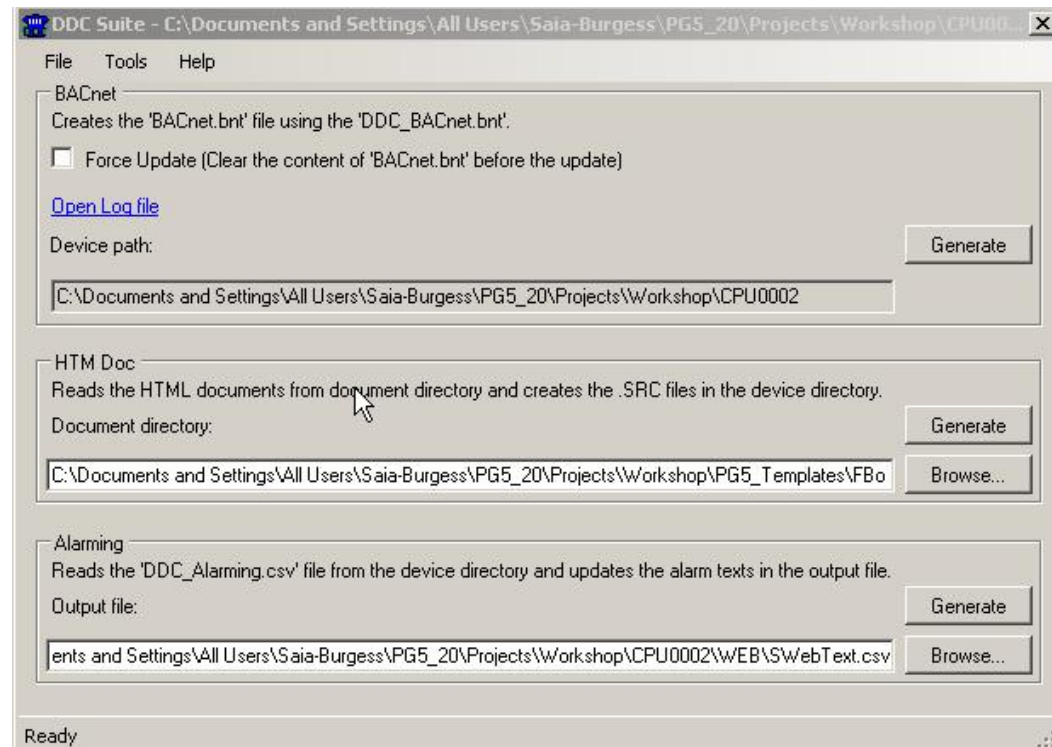 DDC Suite - C:\Documents and Settings\All Users\Saia-Burgess\PG5_20\Projects\Workshop\CPU00...
File Tools Help
BACnet
Creates the 'BACnet.bnt' file using the 'DDC_BACnet.bnt'.
Force Update (Clear the content of 'BACnet.bnt' before the update)
Open Log file
Device path:
Generate
C:\Documents and Settings\All Users\Saia-Burgess\PG5_20\Projects\Workshop\CPU0002
HTM Doc
Reads the HTML documents from document directory and creates the .SRC files in the device directory.
Document directory:
Generate
C:\Documents and Settings\All Users\Saia-Burgess\PG5_20\Projects\Workshop\PG5_Templates\FBo
Browse...
Alarming
Reads the 'DDC_Alarming.csv' file from the device directory and updates the alarm texts in the output file.
Output file:
Generate
ents and Settings\All Users\Saia-Burgess\PG5_20\Projects\Workshop\CPU0002\WEB\SWebText.csv
Browse...
Ready